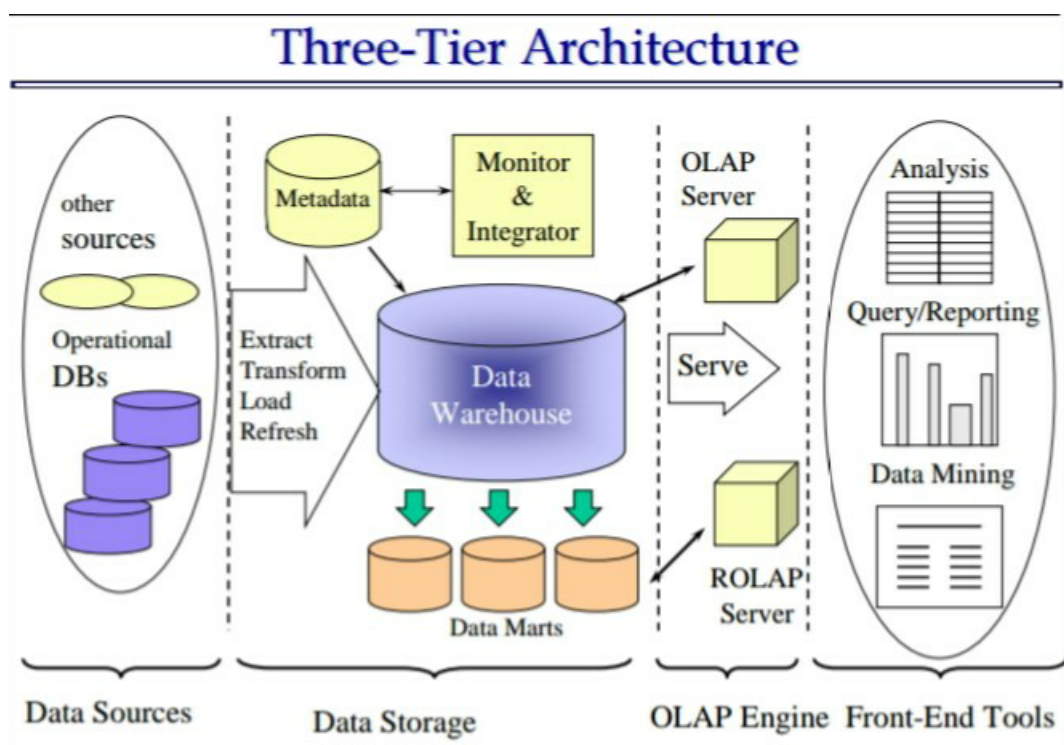 Three-Tier Architecture
other
sources
Operational
DBs
Metadata
Monitor
&
Integrator
Extract
Transform
Load
Refresh
Data
Warehouse
Data Marts
OLAP
Server
Serve
ROLAP
Server
Analysis
Query/Reporting
Data Mining
Data Sources
Data Storage
OLAP Engine
Front-End Tools